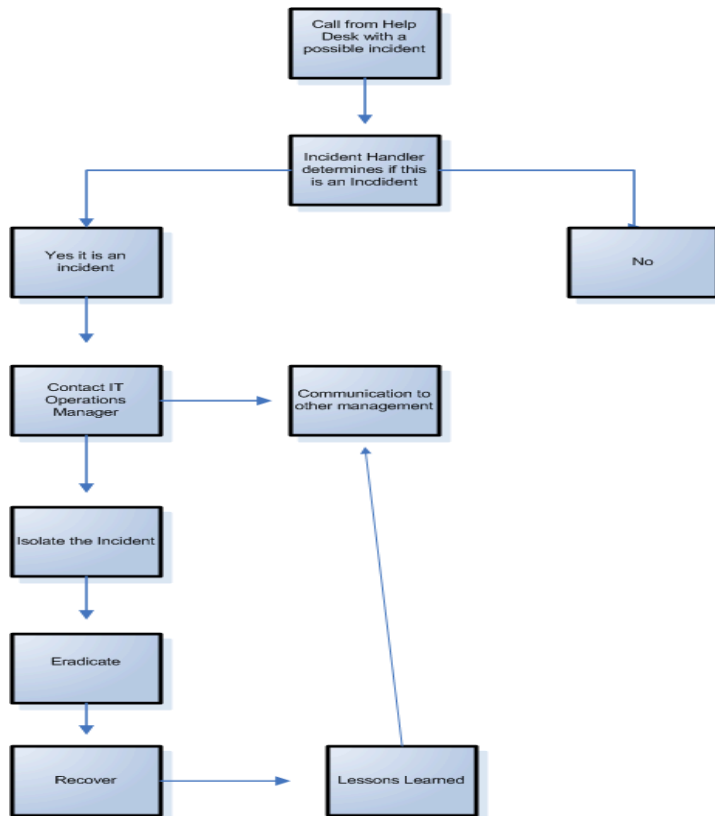 Call from Help
Desk with a
possible incident
Incident Handler
determines if this
is an Incdident
Yes it is an
incident
No
Contact IT
Operations
Manager
Communication to
other management
Isolate the Incident
Eradicate
Recover
Lessons Learned